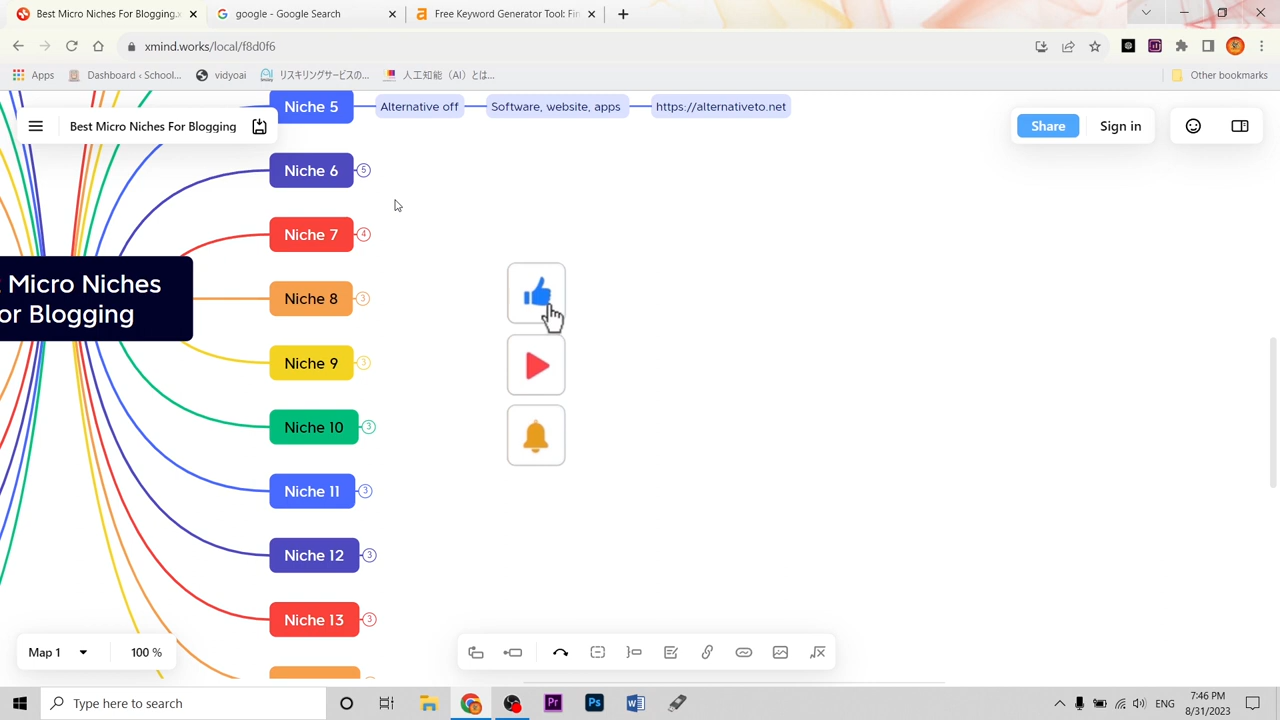 Best Micro Niches For Blogging.x
google - Google Search
Free Keyword Generator Tool: Fin
xmind.works/local/f8d0f6
Apps
Dashboard ‹ School...
vidyoai
リスキリングサービスの...
人工知能（AI）とは...
Other bookmarks
Niche 5
Alternative off
Software, website, apps
https://alternativeto.net
Best Micro Niches For Blogging
Share
Sign in
Niche 6
5
Niche 7
4
Micro Niches
or Blogging
Niche 8
3
Niche 9
3
Niche 10
3
Niche 11
3
Niche 12
3
Niche 13
3
Map 1
100 %
Type here to search
Pr
Ps
W
ENG
7:46 PM
8/31/2023